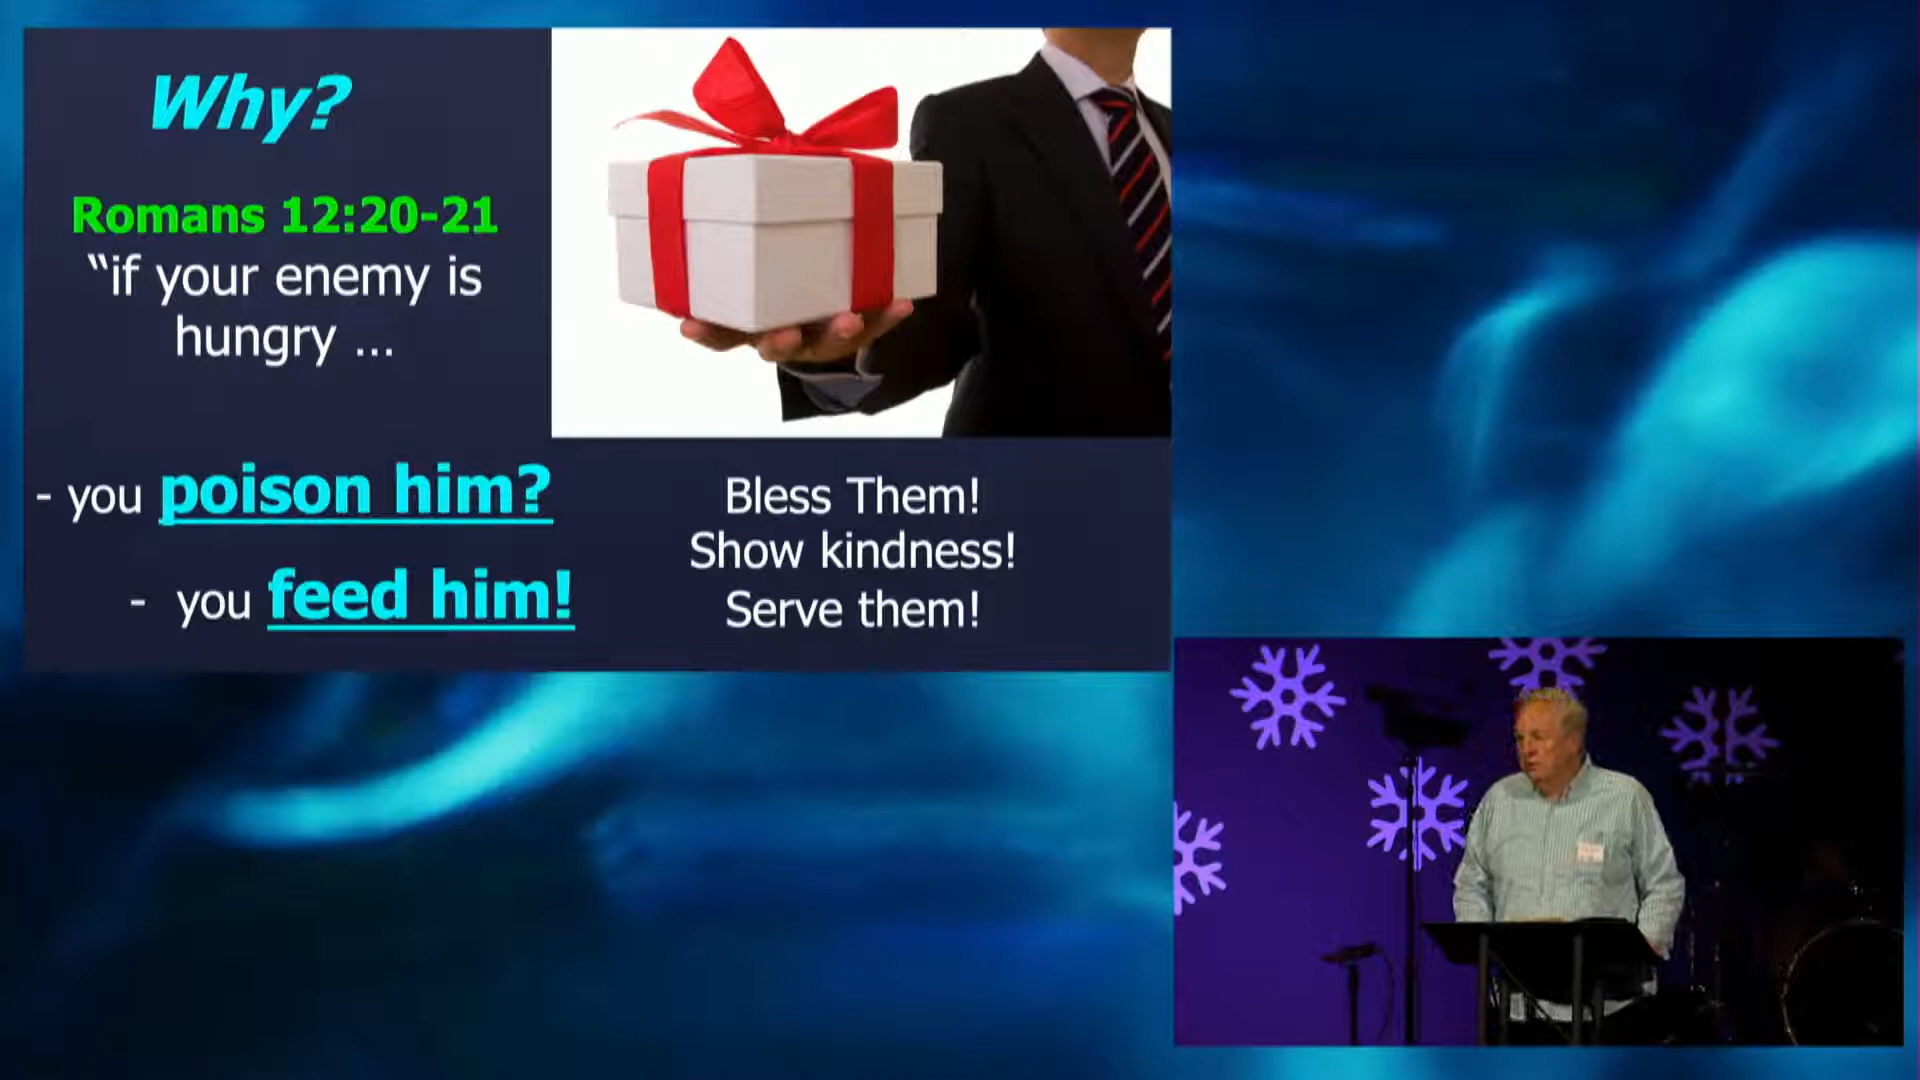 Why?
Romans 12:20-21
“if your enemy is
hungry ...
- you poison him?
- you feed him!
Bless Them!
Show kindness!
Serve them!